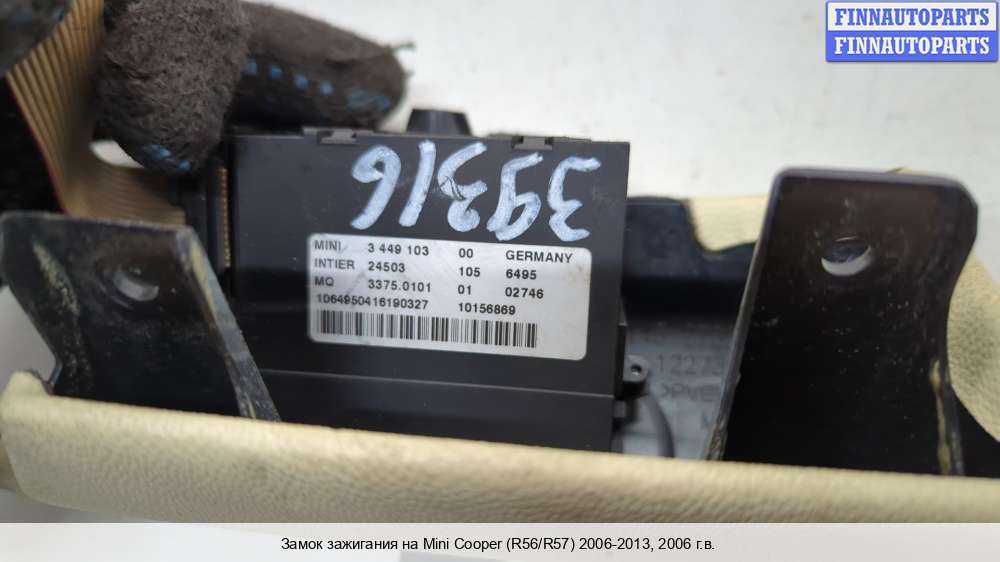 FINNAUTOPARTS
FINNAUTOPARTS
39316
MINI 3 449 103 00 GERMANY
INTIER 24503 105 6495
MQ 3375.0101 01 02746
1064950416190327 10156869
Замок зажигания на Mini Cooper (R56/R57) 2006-2013, 2006 г.в.